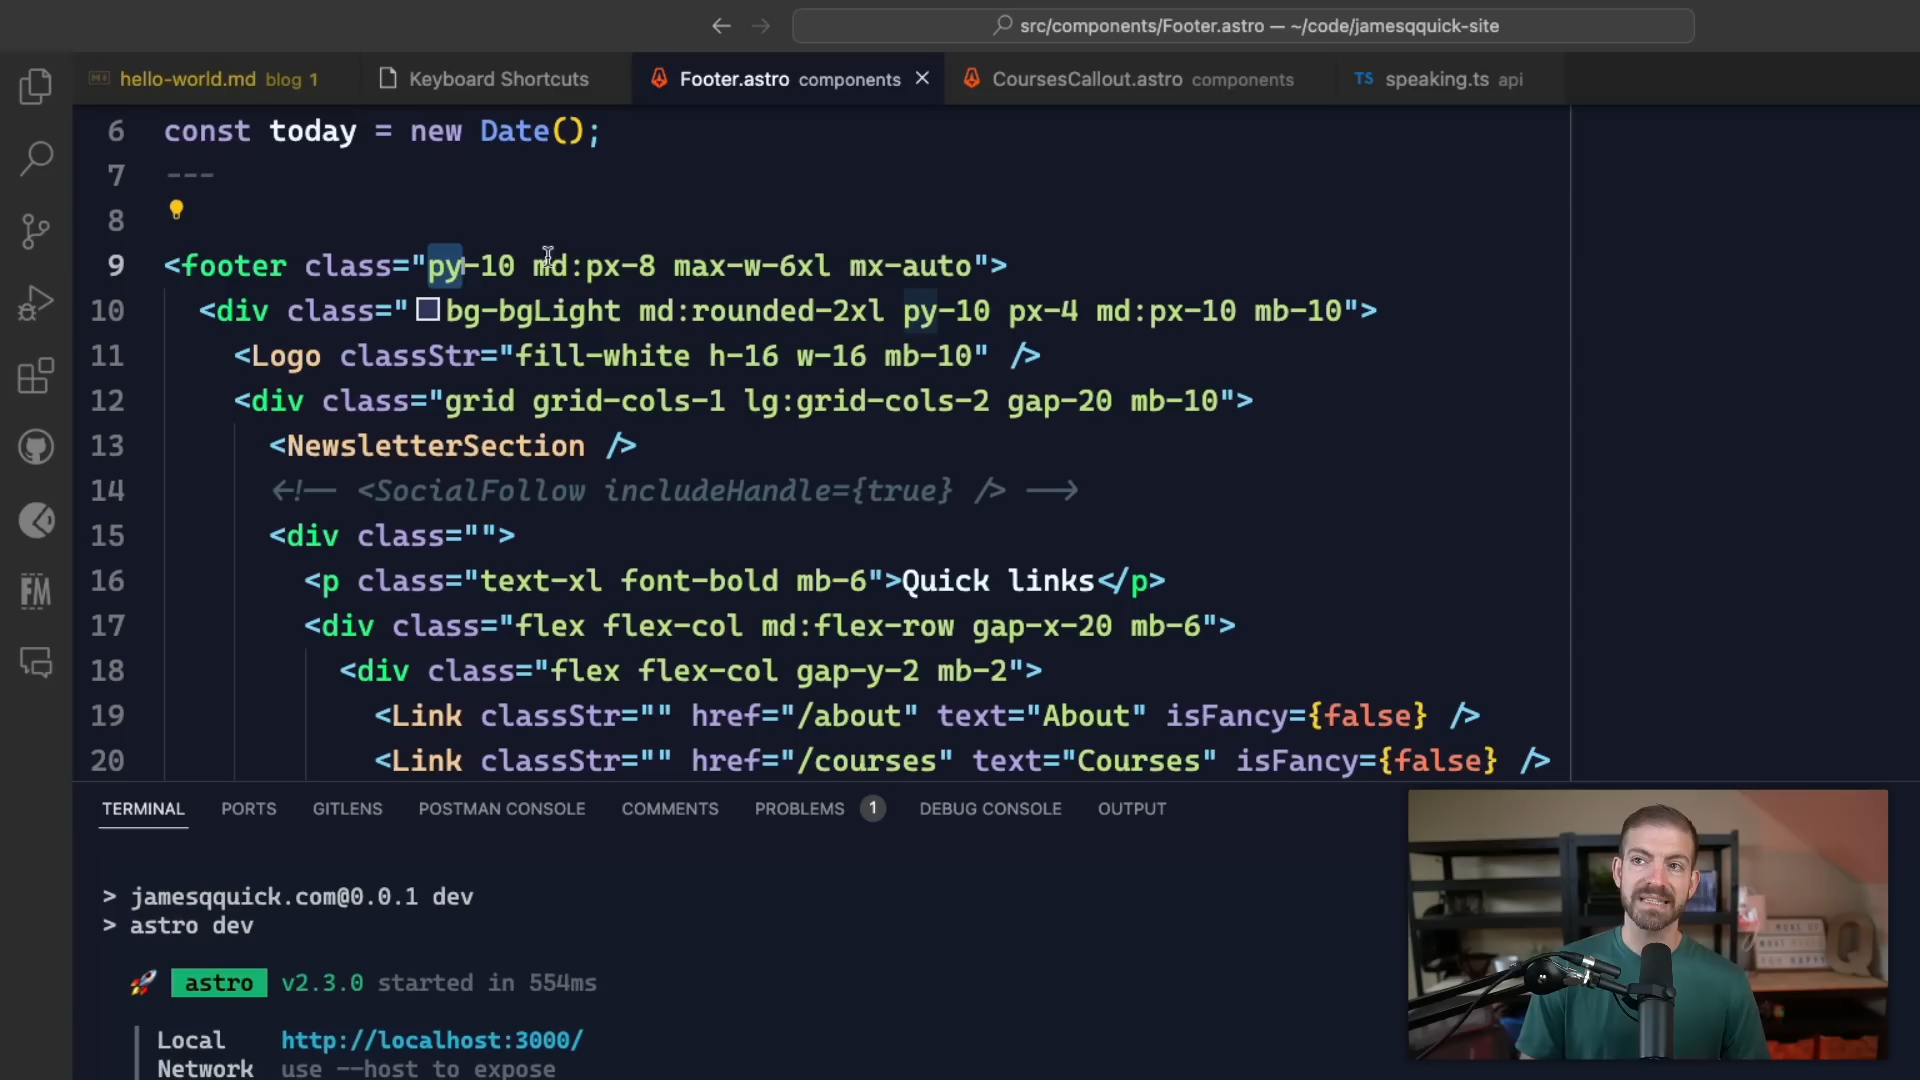 src/components/Footer.astro — ~/code/jamesqquick-site
hello-world.md blog 1
Keyboard Shortcuts
Footer.astro components
CoursesCallout.astro components
TS speaking.ts api
6 const today = new Date();
7 ---
8
9 <footer class="py-10 md:px-8 max-w-6xl mx-auto">
10 <div class="bg-bgLight md:rounded-2xl py-10 px-4 md:px-10 mb-10">
11 <Logo classStr="fill-white h-16 w-16 mb-10" />
12 <div class="grid grid-cols-1 lg:grid-cols-2 gap-20 mb-10">
13 <NewsletterSection />
14 <!-- <SocialFollow includeHandle={true} /> -->
15 <div class="">
16 <p class="text-xl font-bold mb-6">Quick links</p>
17 <div class="flex flex-col md:flex-row gap-x-20 mb-6">
18 <div class="flex flex-col gap-y-2 mb-2">
19 <Link classStr="" href="/about" text="About" isFancy={false} />
20 <Link classStr="" href="/courses" text="Courses" isFancy={false} />
FM
TERMINAL PORTS GITLENS POSTMAN CONSOLE COMMENTS PROBLEMS 1 DEBUG CONSOLE OUTPUT
> jamesqquick.com@0.0.1 dev
> astro dev
astro v2.3.0 started in 554ms
Local http://localhost:3000/
Network use --host to expose
Q